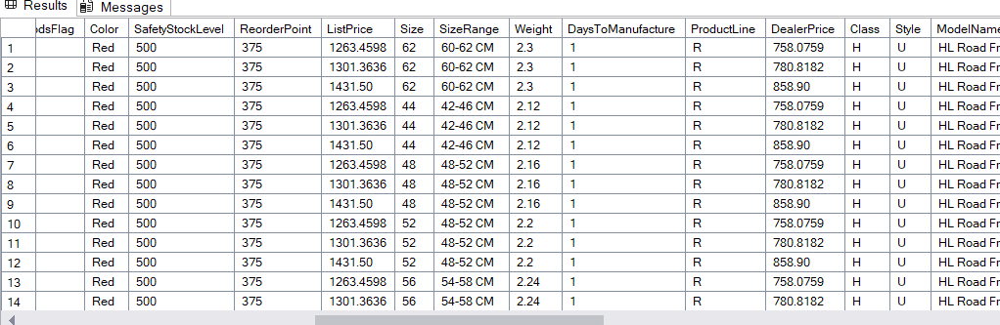 Results Messages
odsFlag Color SafetyStockLevel ReorderPoint ListPrice Size SizeRange Weight DaysToManufacture ProductLine DealerPrice Class Style ModelName
1 Red 500 375 1263.4598 62 60-62 CM 2.3 1 R 758.0759 H U HL Road Fr
2 Red 500 375 1301.3636 62 60-62 CM 2.3 1 R 780.8182 H U HL Road Fr
3 Red 500 375 1431.50 62 60-62 CM 2.3 1 R 858.90 H U HL Road Fr
4 Red 500 375 1263.4598 44 42-46 CM 2.12 1 R 758.0759 H U HL Road Fr
5 Red 500 375 1301.3636 44 42-46 CM 2.12 1 R 780.8182 H U HL Road Fr
6 Red 500 375 1431.50 44 42-46 CM 2.12 1 R 858.90 H U HL Road Fr
7 Red 500 375 1263.4598 48 48-52 CM 2.16 1 R 758.0759 H U HL Road Fr
8 Red 500 375 1301.3636 48 48-52 CM 2.16 1 R 780.8182 H U HL Road Fr
9 Red 500 375 1431.50 48 48-52 CM 2.16 1 R 858.90 H U HL Road Fr
10 Red 500 375 1263.4598 52 48-52 CM 2.2 1 R 758.0759 H U HL Road Fr
11 Red 500 375 1301.3636 52 48-52 CM 2.2 1 R 780.8182 H U HL Road Fr
12 Red 500 375 1431.50 52 48-52 CM 2.2 1 R 858.90 H U HL Road Fr
13 Red 500 375 1263.4598 56 54-58 CM 2.24 1 R 758.0759 H U HL Road Fr
14 Red 500 375 1301.3636 56 54-58 CM 2.24 1 R 780.8182 H U HL Road Fr